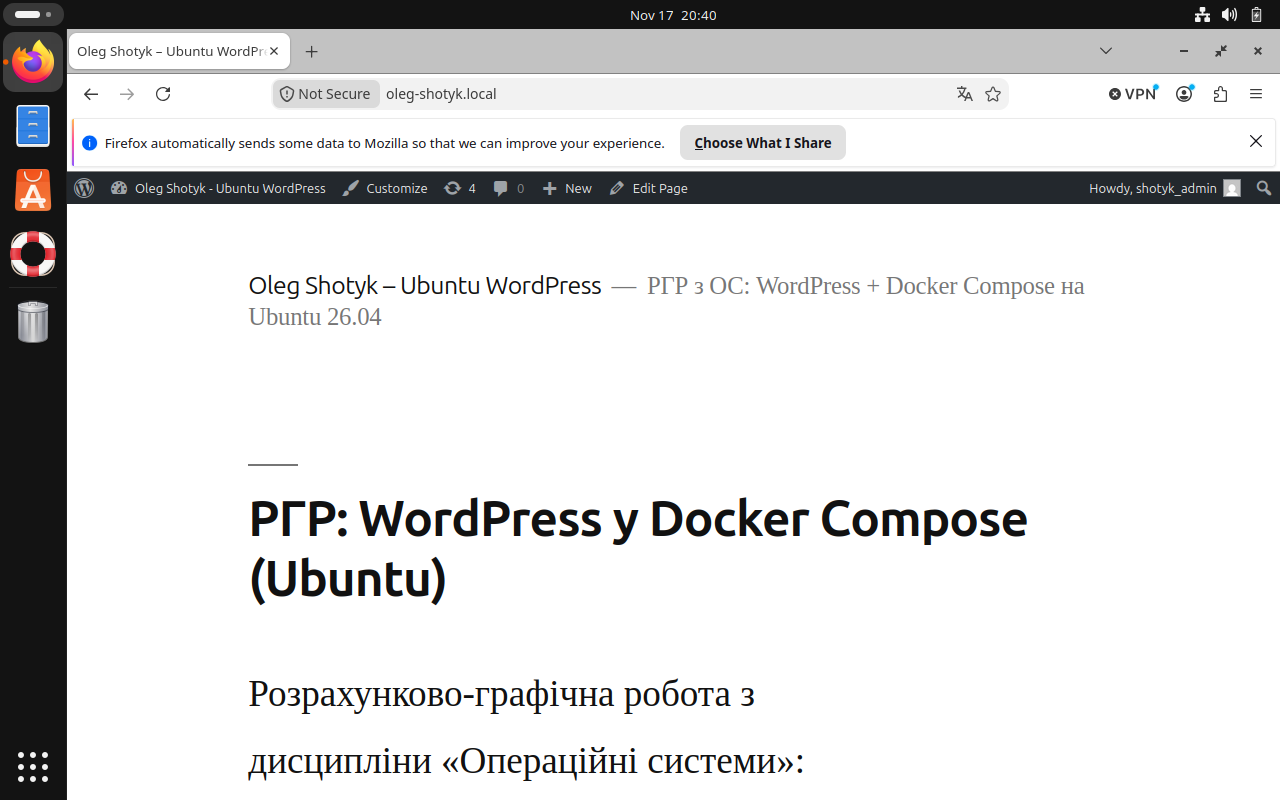 Nov 17 20:40
Oleg Shotyk – Ubuntu WordPr
Not Secure
oleg-shotyk.local
VPN
Firefox automatically sends some data to Mozilla so that we can improve your experience.
Choose What I Share
Oleg Shotyk - Ubuntu WordPress
Customize
4
0
New
Edit Page
Howdy, shotyk_admin
Oleg Shotyk – Ubuntu WordPress — РГР з ОС: WordPress + Docker Compose на
Ubuntu 26.04
РГР: WordPress у Docker Compose
(Ubuntu)
Розрахунково-графічна робота з
дисципліни «Операційні системи»: